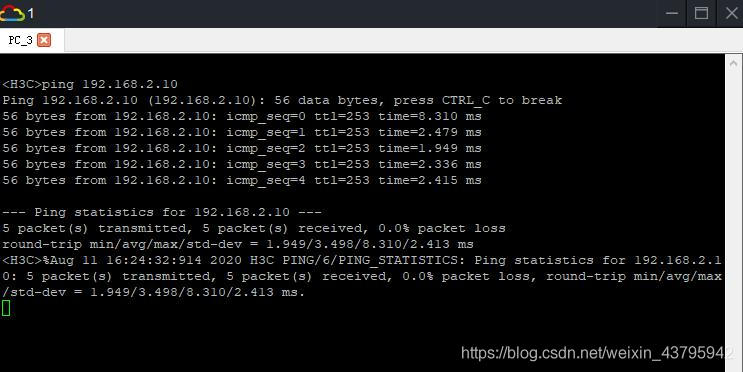 1
PC_3
<H3C>ping 192.168.2.10
Ping 192.168.2.10 (192.168.2.10): 56 data bytes, press CTRL_C to break
56 bytes from 192.168.2.10: icmp_seq=0 ttl=253 time=8.310 ms
56 bytes from 192.168.2.10: icmp_seq=1 ttl=253 time=2.479 ms
56 bytes from 192.168.2.10: icmp_seq=2 ttl=253 time=1.949 ms
56 bytes from 192.168.2.10: icmp_seq=3 ttl=253 time=2.336 ms
56 bytes from 192.168.2.10: icmp_seq=4 ttl=253 time=2.415 ms
--- Ping statistics for 192.168.2.10 ---
5 packet(s) transmitted, 5 packet(s) received, 0.0% packet loss
round-trip min/avg/max/std-dev = 1.949/3.498/8.310/2.413 ms
<H3C>%Aug 11 16:24:32:914 2020 H3C PING/6/PING_STATISTICS: Ping statistics for 192.168.2.1
0: 5 packet(s) transmitted, 5 packet(s) received, 0.0% packet loss, round-trip min/avg/max
/std-dev = 1.949/3.498/8.310/2.413 ms.
https://blog.csdn.net/weixin_43795942